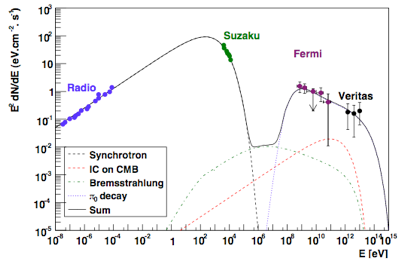 E² dN/dE (eV.cm⁻².s⁻¹)
10³
10²
10
1
10⁻¹
10⁻²
10⁻³
10⁻⁴
10⁻⁵
Radio
Suzaku
Fermi
Veritas
Synchrotron
IC on CMB
Bremsstrahlung
π₀ decay
Sum
10⁻⁸ 10⁻⁶ 10⁻⁴ 10⁻² 1 10² 10⁴ 10⁶ 10⁸ 10¹⁰ 10¹² 10¹⁵
E [eV]